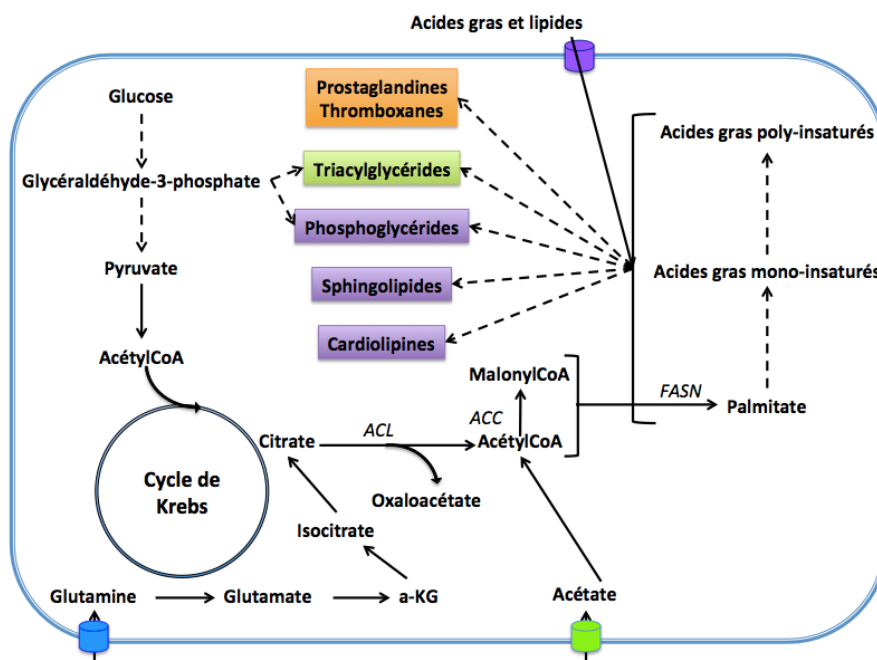 Acides gras et lipides
Glucose
Prostaglandines
Thromboxanes
Acides gras poly-insaturés
Glycéraldéhyde-3-phosphate
Triacylglycérides
Phosphoglycérides
Pyruvate
Acides gras mono-insaturés
Sphingolipides
Cardiolipines
AcétylCoA
MalonylCoA
FASN
Palmitate
ACC
Citrate
ACL
AcétylCoA
Cycle de
Krebs
Oxaloacétate
Isocitrate
Glutamine
Glutamate
a-KG
Acétate